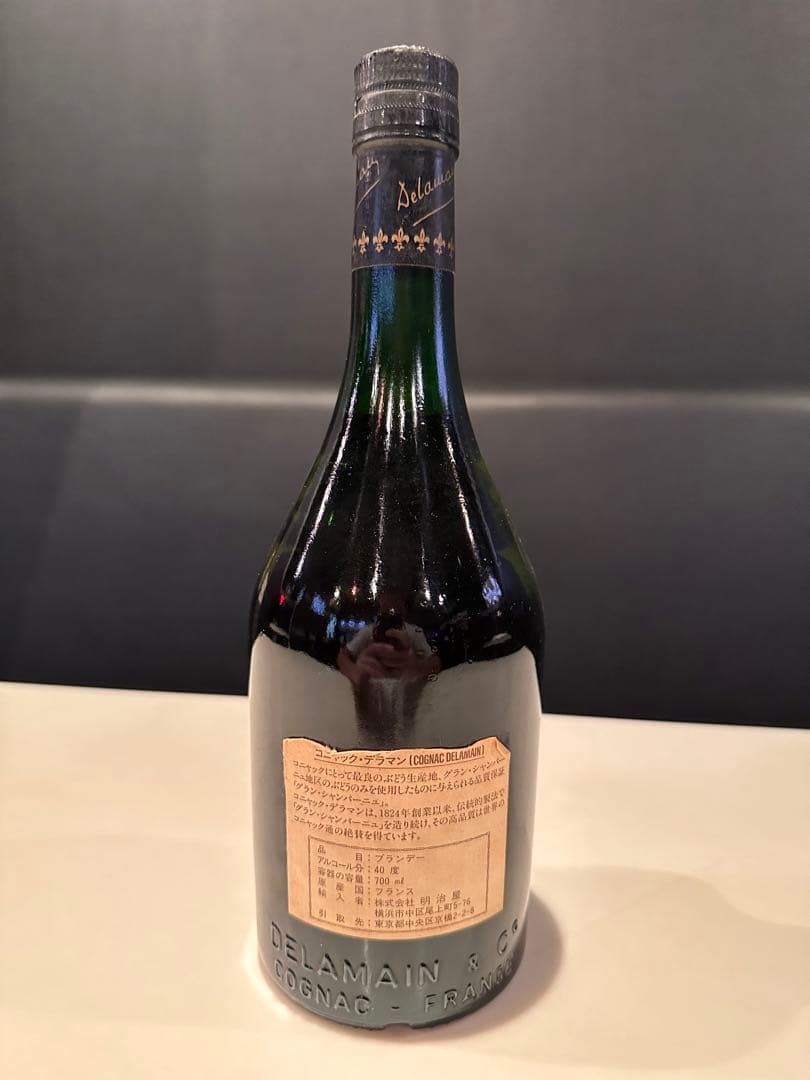 Delamain
コニャック・デラマン(COGNAC DELAMAIN)
コニャックにとって最良のぶどう生産地、グラン・シャンパー
ニュ地区のぶどうのみを使用したものに与えられる品質保証
「グラン・シャンパーニュ」。
コニャック・デラマンは、1824年創業以来、伝統的製法で
「グラン・シャンパーニュ」を造り続け、その高品質は世界の
コニャック通の絶賛を得ています。
品目:ブランデー
アルコール分:40度
容器の容量:700㎖
原産国:フランス
輸入者:株式会社 明治屋
横浜市中区尾上町5-76
引取先:東京都中央区京橋2-2-8
DELAMAIN & Co
COGNAC - FRANCE